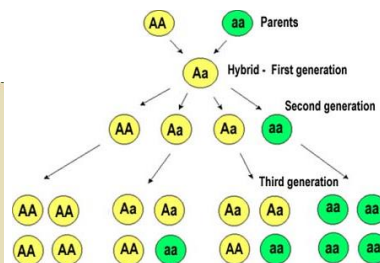 AA aa Parents
Aa Hybrid - First generation
Second generation
AA Aa Aa aa
Third generation
AA AA Aa Aa Aa Aa aa aa
AA AA AA aa AA aa aa aa